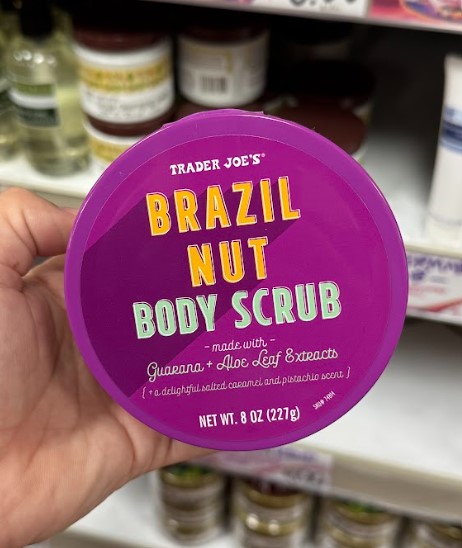 TRADER JOE'S®
BRAZIL
NUT
BODY SCRUB
- made with -
Guarana + Aloe Leaf Extracts
[ + a delightful salted caramel and pistachio scent ]
NET WT. 8 OZ (227g)